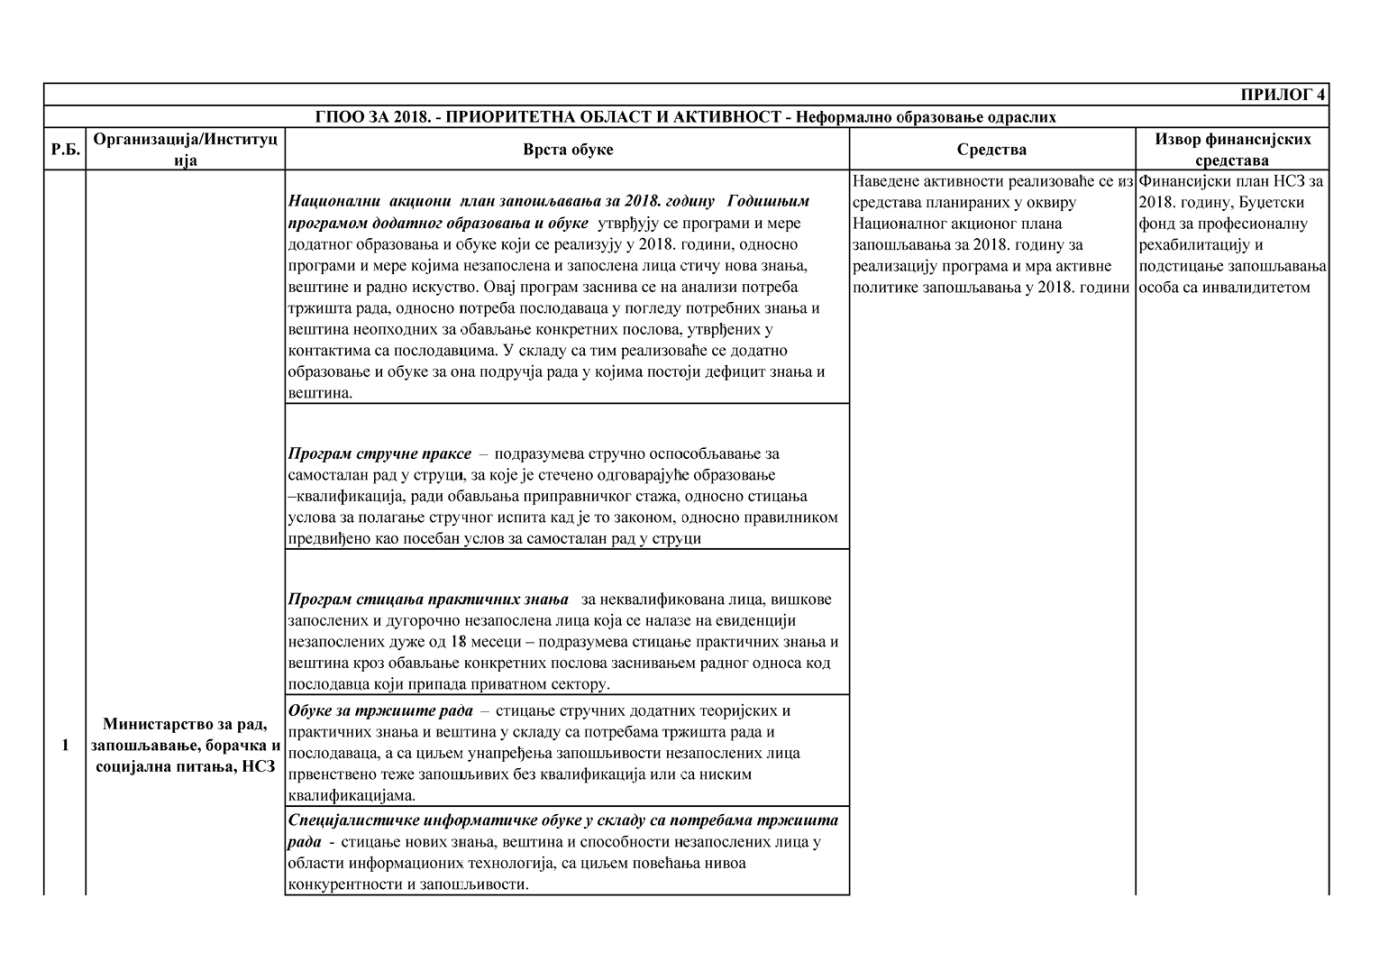 ПРИЛОГ 4
ГПОО ЗА 2018. - ПРИОРИТЕТНА ОБЛАСТ И АКТИВНОСТ - Неформално образовање одраслих
Р.Б.
Организација/Институц
ија
Врста обуке
Средства
Извор финансијских
средстава
1
Министарство за рад,
запошљавање, борачка и
социјална питања, НСЗ
Национални акциони план запошљавања за 2018. годину Годишњим
програмом додатног образовања и обуке утврђују се програми и мере
додатног образовања и обуке који се реализују у 2018. години, односно
програми и мере којима незапослена и запослена лица стичу нова знања,
вештине и радно искуство. Овај програм заснива се на анализи потреба
тржишта рада, односно потреба послодаваца у погледу потребних знања и
вештина неопходних за обављање конкретних послова, утврђених у
контактима са послодавцима. У складу са тим реализоваће се додатно
образовање и обуке за она подручја рада у којима постоји дефицит знања и
вештина.
Програм стручне праксе – подразумева стручно оспособљавање за
самосталан рад у струци, за које је стечено одговарајуће образовање
–квалификација, ради обављања приправничког стажа, односно стицања
услова за полагање стручног испита кад је то законом, односно правилником
предвиђено као посебан услов за самосталан рад у струци
Програм стицања практичних знања за неквалификована лица, вишкове
запослених и дугорочно незапослена лица која се налазе на евиденцији
незапослених дуже од 18 месеци – подразумева стицање практичних знања и
вештина кроз обављање конкретних послова заснивањем радног односа код
послодавца који припада приватном сектору.
Обуке за тржиште рада – стицање стручних додатних теоријских и
практичних знања и вештина у складу са потребама тржишта рада и
послодаваца, а са циљем унапређења запошљивости незапослених лица
првенствено теже запошљивих без квалификација или са ниским
квалификацијама.
Специјалистичке информатичке обуке у складу са потребама тржишта
рада - стицање нових знања, вештина и способности незапослених лица у
области информационих технологија, са циљем повећања нивоа
конкурентности и запошљивости.
Наведене активности реализоваће се из
средстава планираних у оквиру
Националног акционог плана
запошљавања за 2018. годину за
реализацију програма и мра активне
политике запошљавања у 2018. години
Финансијски план НСЗ за
2018. годину, Буџетски
фонд за професионалну
рехабилитацију и
подстицање запошљавања
особа са инвалидитетом